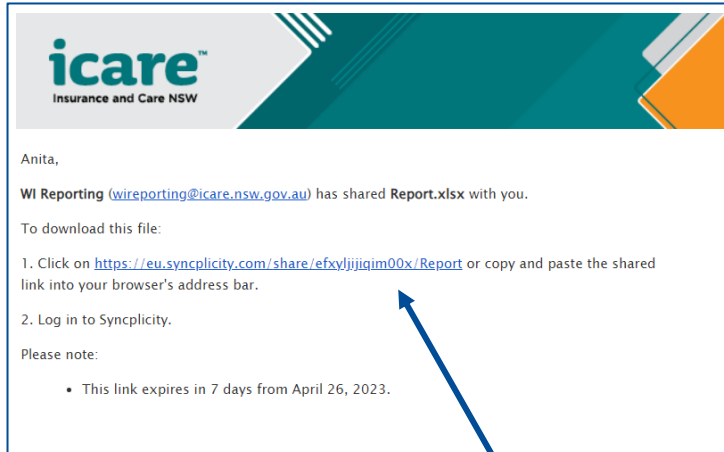 icare™
Insurance and Care NSW
Anita,
WI Reporting (wireporting@icare.nsw.gov.au) has shared Report.xlsx with you.
To download this file:
1. Click on https://eu.syncplicity.com/share/efxyljijiqim00x/Report or copy and paste the shared
link into your browser's address bar.
2. Log in to Syncplicity.
Please note:
• This link expires in 7 days from April 26, 2023.